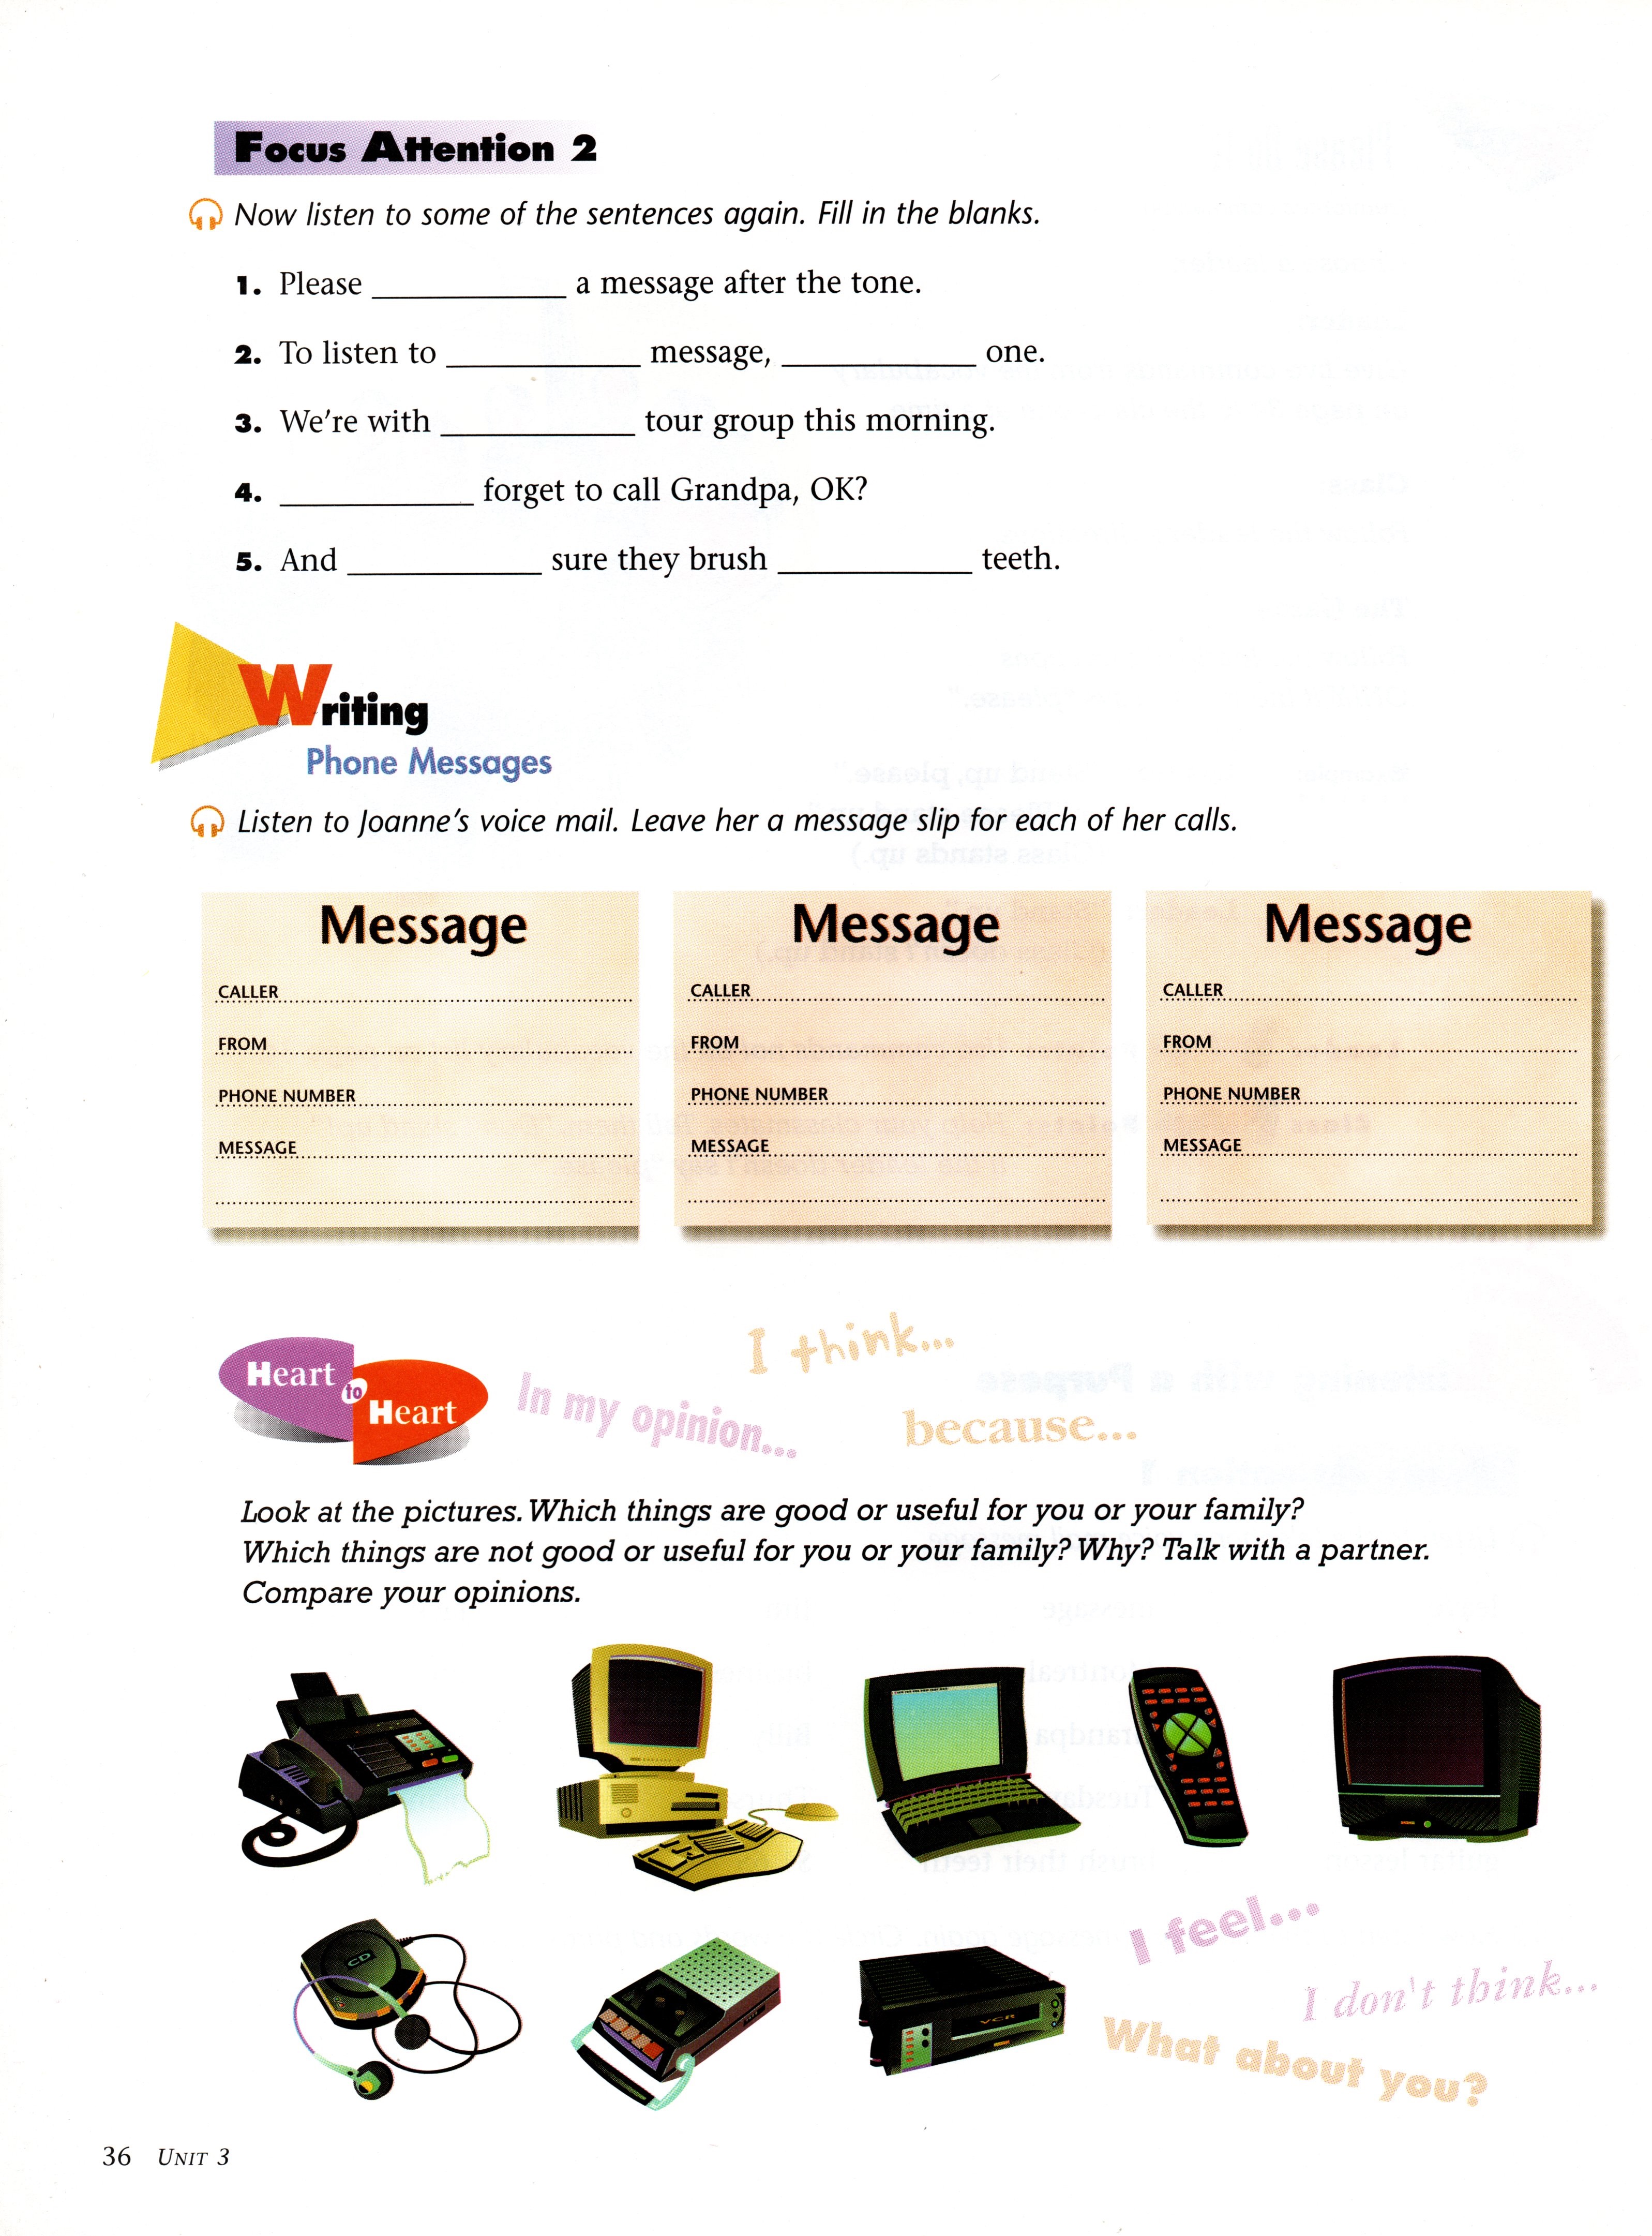 Focus Attention 2
Now listen to some of the sentences again. Fill in the blanks.
1. Please ____________ a message after the tone.
2. To listen to ____________ message, ____________ one.
3. We're with ____________ tour group this morning.
4. ____________ forget to call Grandpa, OK?
5. And ____________ sure they brush ____________ teeth.
Writing
Phone Messages
Listen to Joanne's voice mail. Leave her a message slip for each of her calls.
Message
CALLER
FROM
PHONE NUMBER
MESSAGE
Message
CALLER
FROM
PHONE NUMBER
MESSAGE
Message
CALLER
FROM
PHONE NUMBER
MESSAGE
Heart to Heart
I think...
In my opinion...
because...
Look at the pictures. Which things are good or useful for you or your family?
Which things are not good or useful for you or your family? Why? Talk with a partner.
Compare your opinions.
CD
VCR
I feel...
I don't think...
What about you?
36 UNIT 3